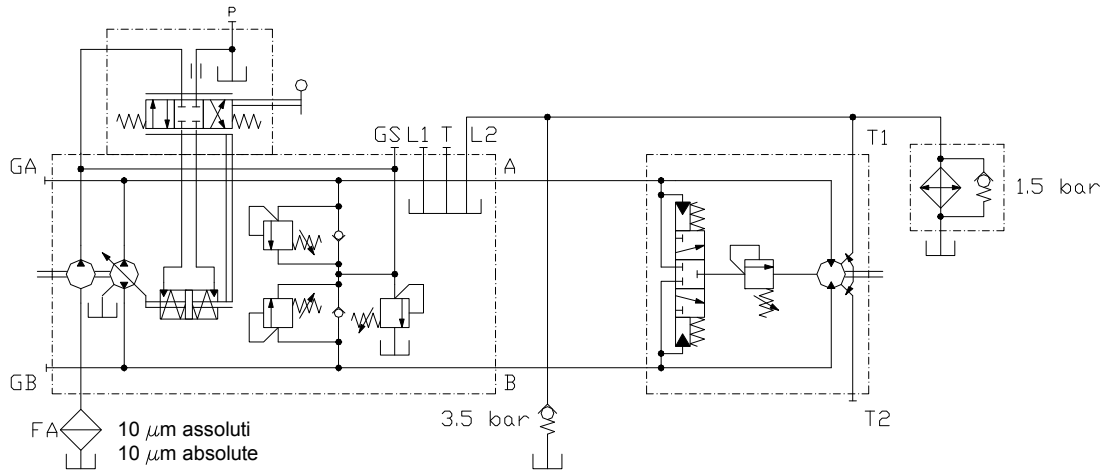 P
GS L1 T L2
GA
A
T1
1.5 bar
GB
B
3.5 bar
T2
FA
10 μm assoluti
10 μm absolute